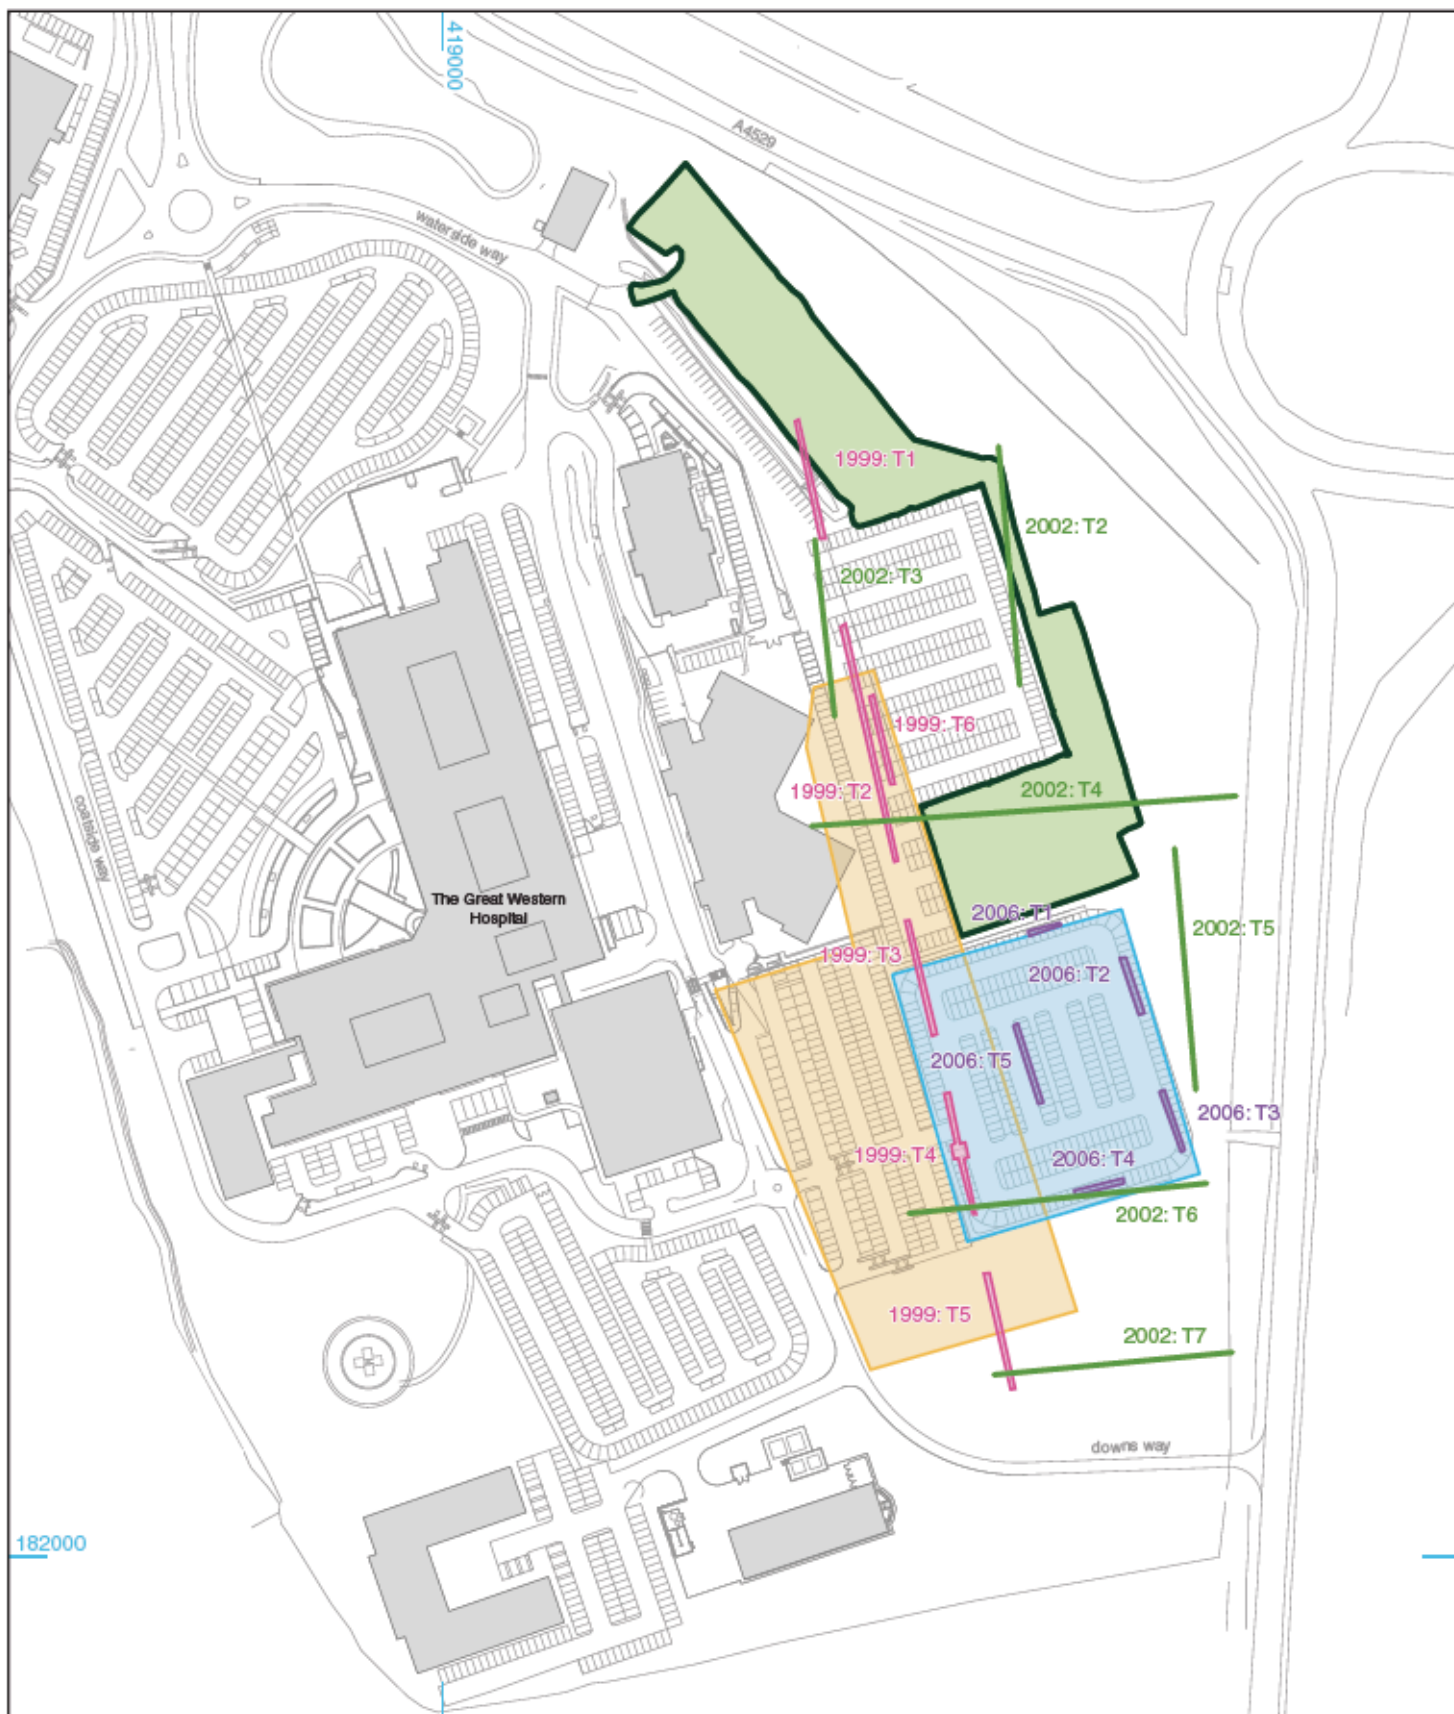 419000
A4529
waterside way
1999: T1
2002: T2
2002: T3
1999: T6
1999: T2
2002: T4
coatside way
The Great Western
Hospital
2006: T1
2002: T5
1999: T3
2006: T2
2006: T5
2006: T3
1999: T4
2006: T4
2002: T6
1999: T5
2002: T7
downs way
182000